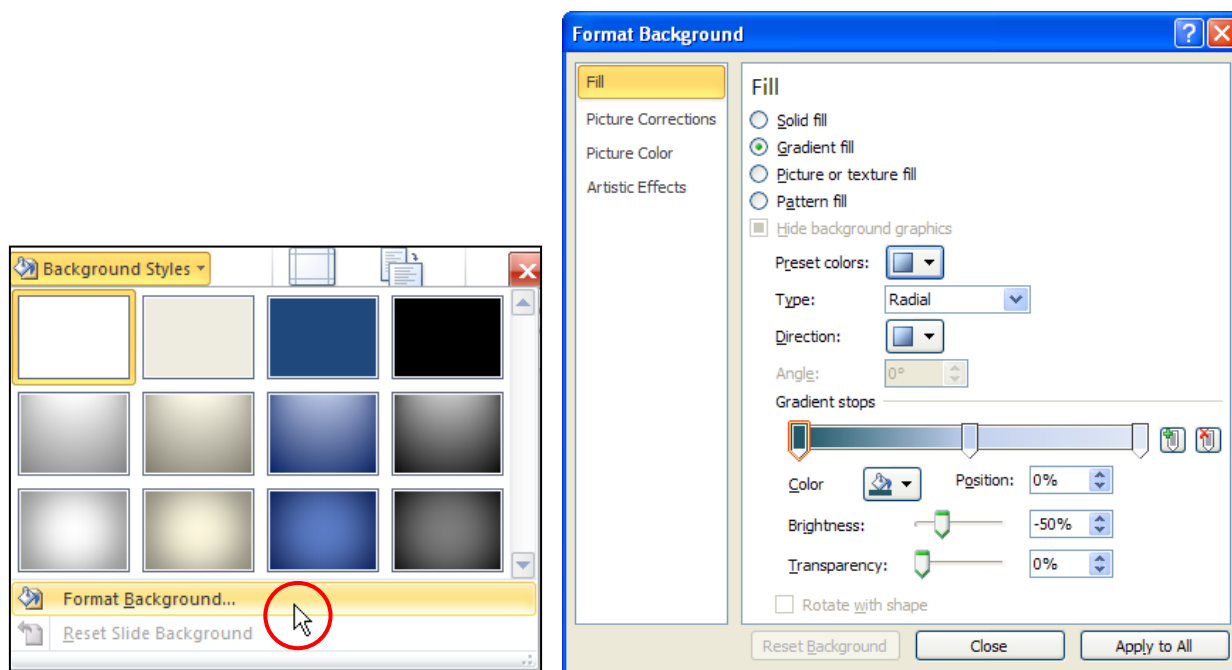 Background Styles
Format Background...
Reset Slide Background
Format Background
Fill
Picture Corrections
Picture Color
Artistic Effects
Fill
Solid fill
Gradient fill
Picture or texture fill
Pattern fill
Hide background graphics
Preset colors:
Type: Radial
Direction:
Angle: 0°
Gradient stops
Color Position: 0%
Brightness: -50%
Transparency: 0%
Rotate with shape
Reset Background Close Apply to All